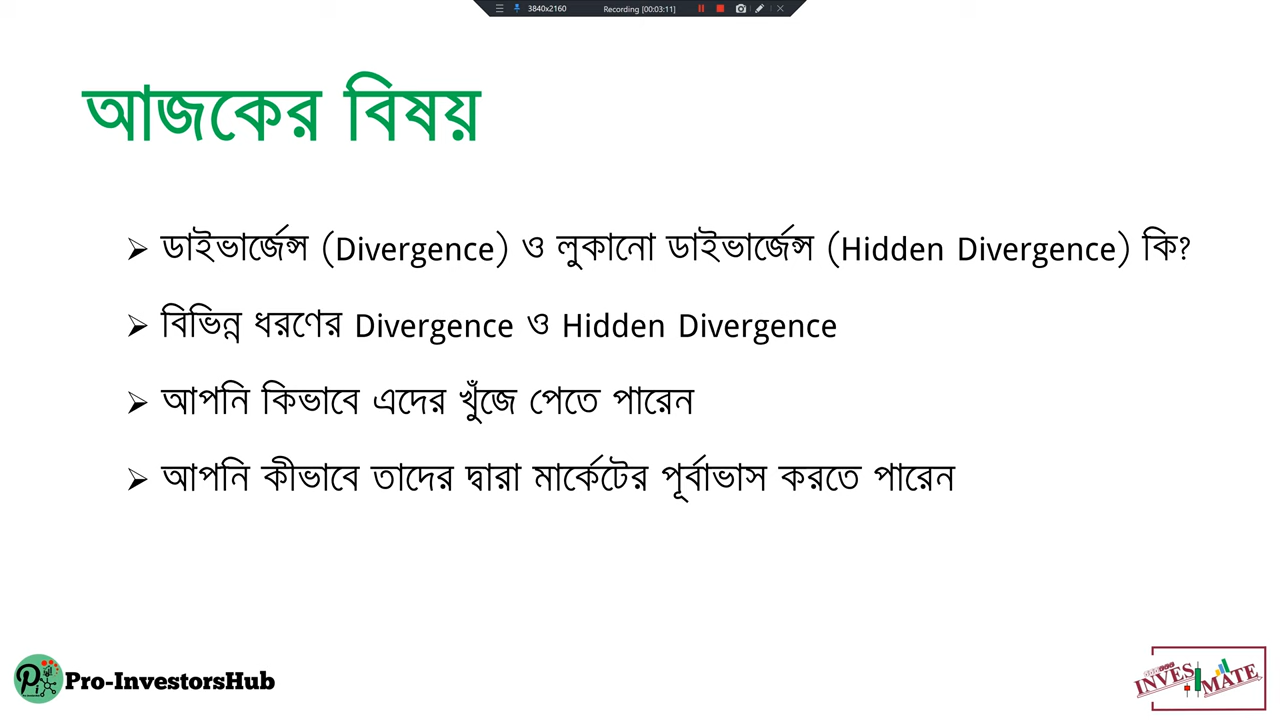 3840x2160 Recording [00:03:11]
আজকের বিষয়
ডাইভার্জেন্স (Divergence) ও লুকানো ডাইভার্জেন্স (Hidden Divergence) কি?
বিভিন্ন ধরণের Divergence ও Hidden Divergence
আপনি কিভাবে এদের খুঁজে পেতে পারেন
আপনি কীভাবে তাদের দ্বারা মার্কেটের পূর্বাভাস করতে পারেন
Pro-InvestorsHub
INVESTMATE